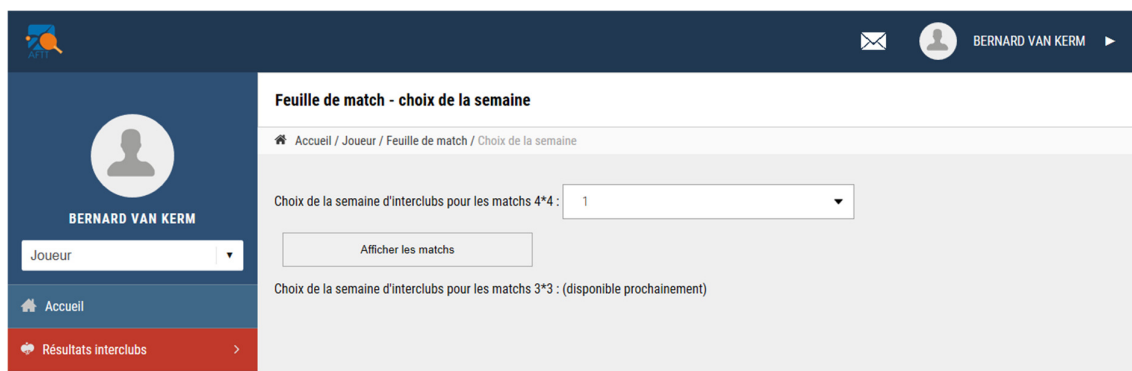 AFTT
BERNARD VAN KERM
Feuille de match - choix de la semaine
Accueil / Joueur / Feuille de match / Choix de la semaine
BERNARD VAN KERM
Joueur
Accueil
Résultats interclubs
Choix de la semaine d'interclubs pour les matchs 4*4 : 1
Afficher les matchs
Choix de la semaine d'interclubs pour les matchs 3*3 : (disponible prochainement)